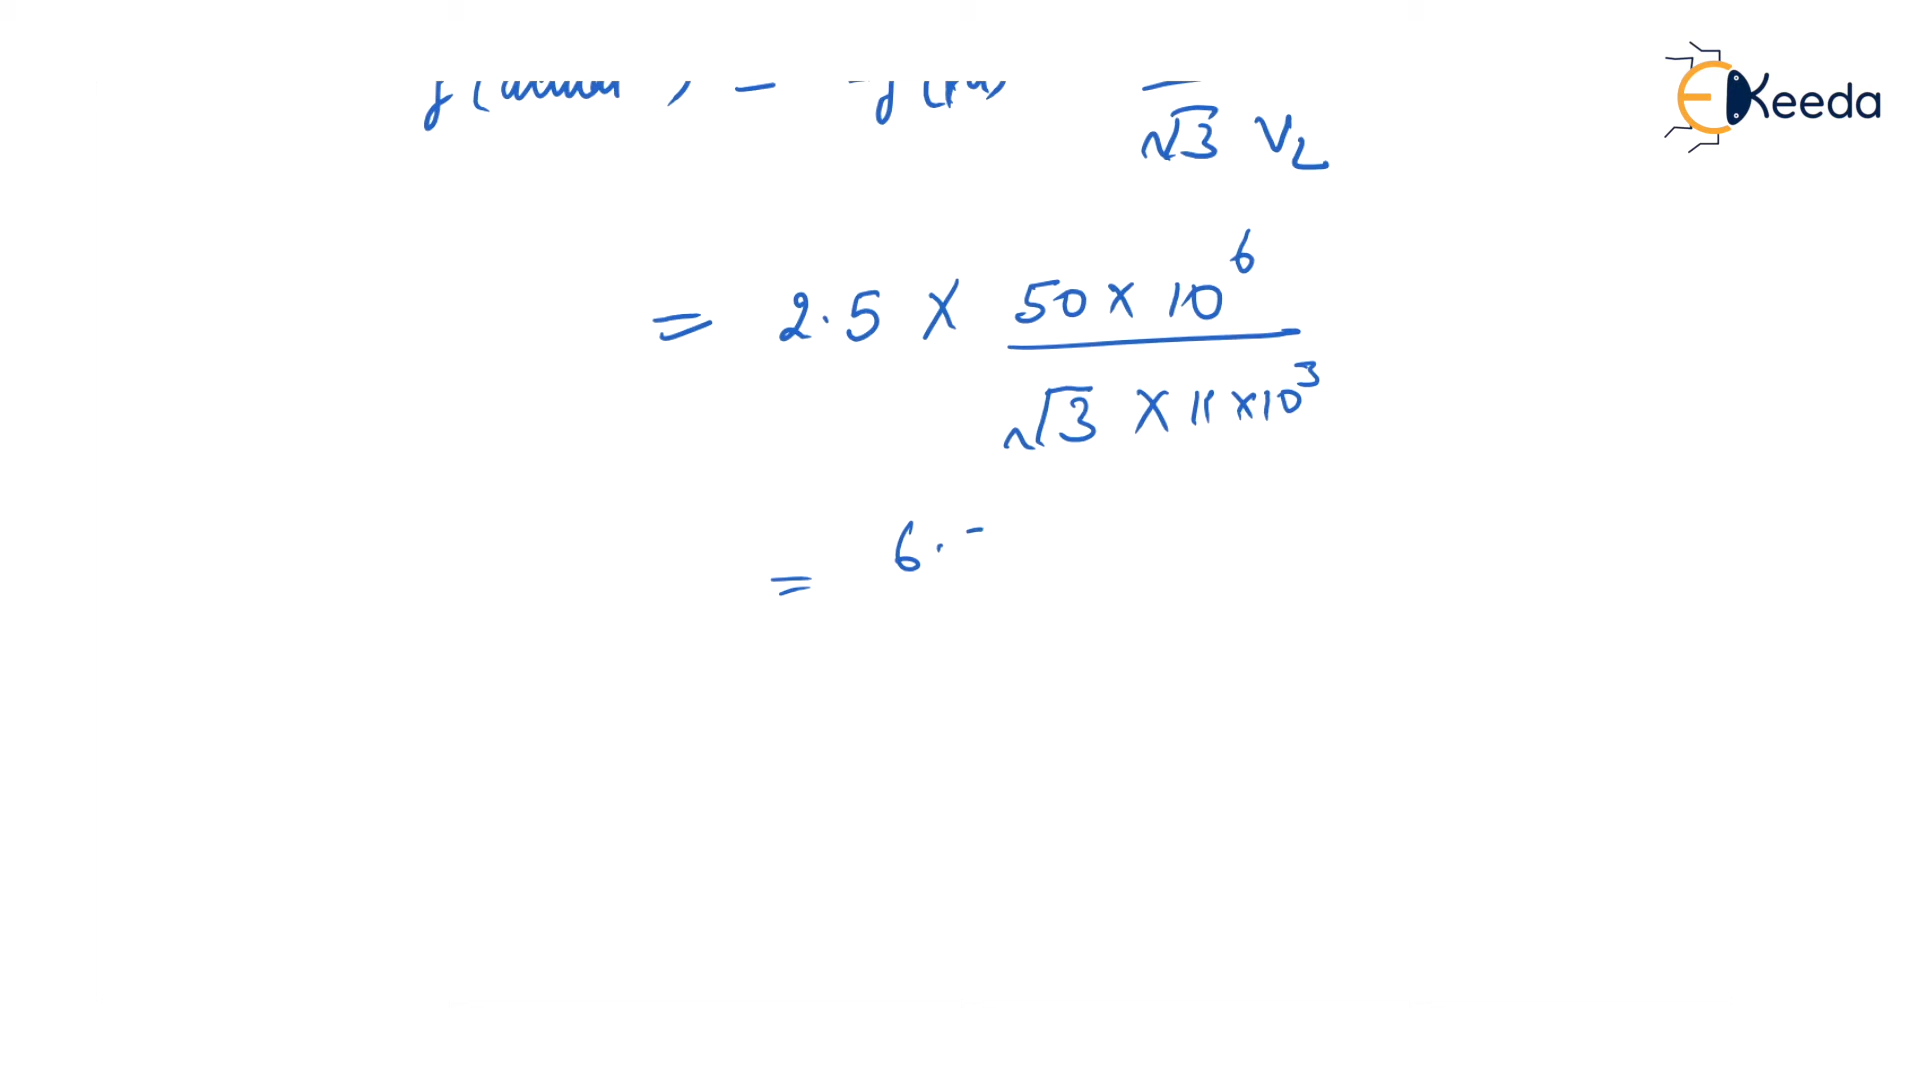 EKeeda
√3 V_L
= 2.5 × 50 × 10^6
√3 × 11 × 10^3
= 6.